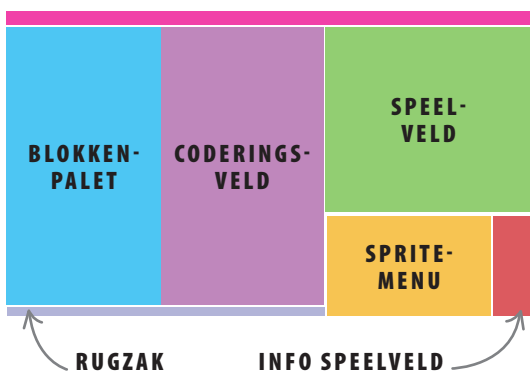 BLOKKEN-
PALET
CODERINGS-
VELD
SPEEL-
VELD
SPRITE-
MENU
RUGZAK
INFO SPEELVELD